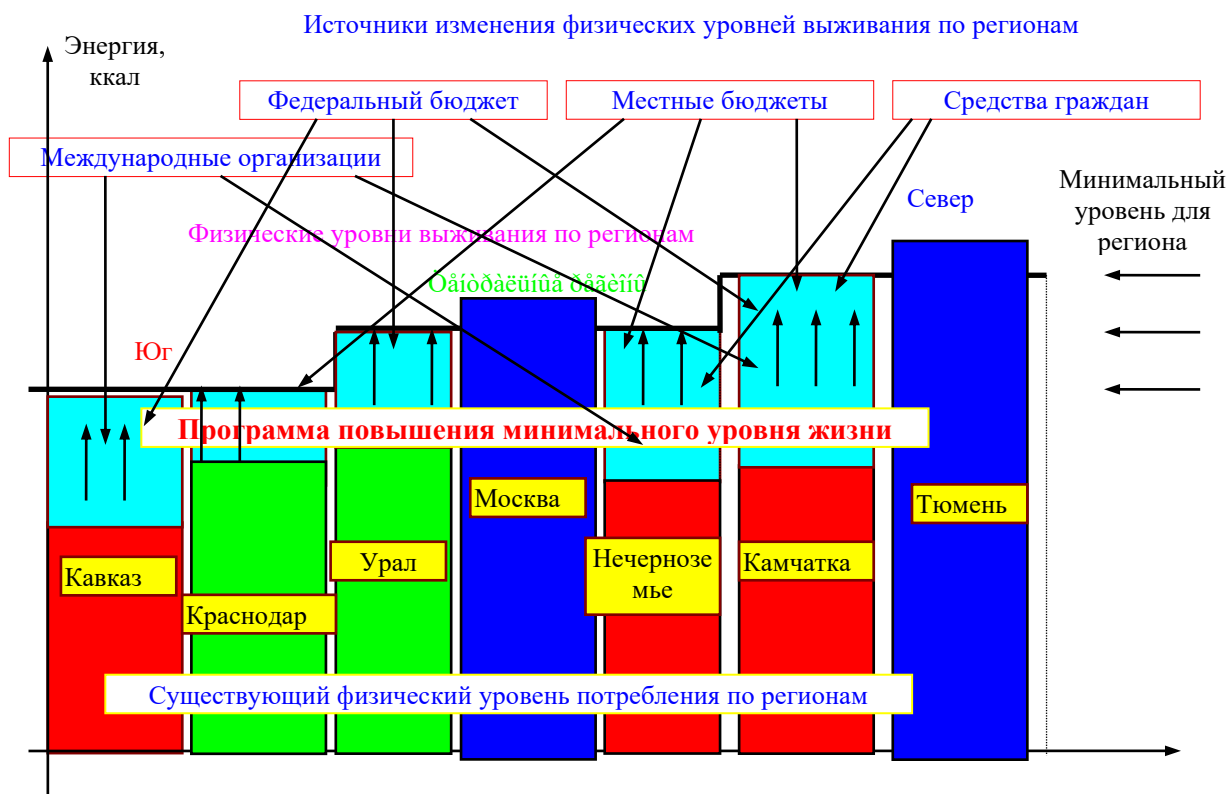 Источники изменения физических уровней выживания по регионам
Энергия,
ккал
Федеральный бюджет
Местные бюджеты
Средства граждан
Международные организации
Минимальный
уровень для
региона
Север
Физические уровни выживания по регионам
Юг
Программа повышения минимального уровня жизни
Москва
Тюмень
Кавказ
Урал
Нечернозе
мье
Камчатка
Краснодар
Существующий физический уровень потребления по регионам